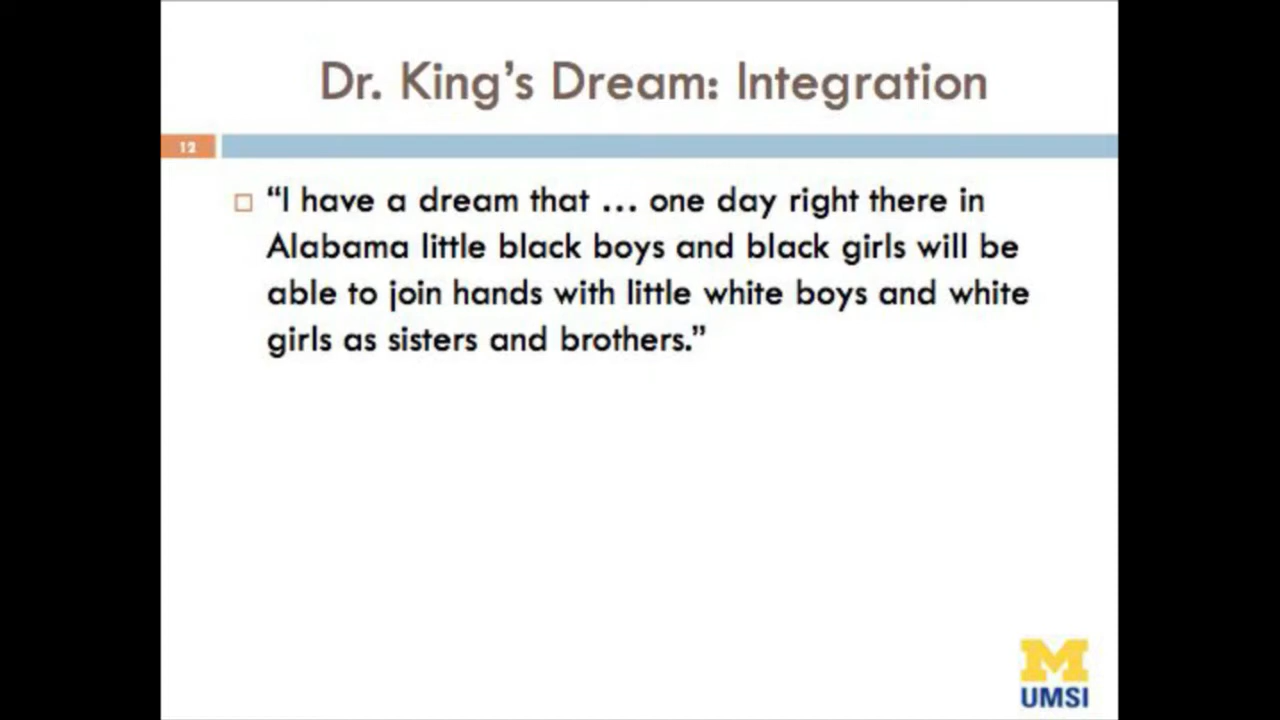 Dr. King’s Dream: Integration
12
“I have a dream that … one day right there in
Alabama little black boys and black girls will be
able to join hands with little white boys and white
girls as sisters and brothers.”
M
UMSI